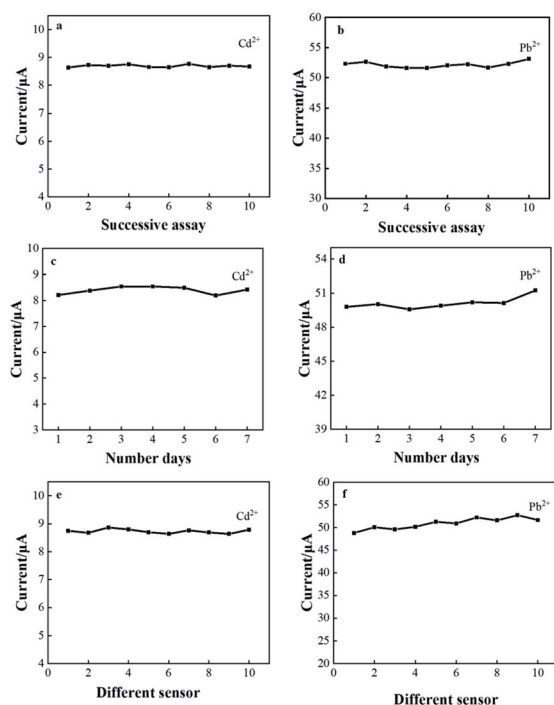 a
Cd²⁺
Current/μA
11
10
9
8
7
6
5
4
0 2 4 6 8 10
Successive assay
b
Pb²⁺
Current/μA
60
55
50
45
40
35
30
0 2 4 6 8 10
Successive assay
c
Cd²⁺
Current/μA
10
9
8
7
6
5
4
3
1 2 3 4 5 6 7
Number days
d
Pb²⁺
Current/μA
54
51
48
45
42
39
1 2 3 4 5 6 7
Number days
e
Cd²⁺
Current/μA
10
9
8
7
6
5
4
0 2 4 6 8 10
Different sensor
f
Pb²⁺
Current/μA
60
55
50
45
40
35
30
25
20
0 2 4 6 8 10
Different sensor